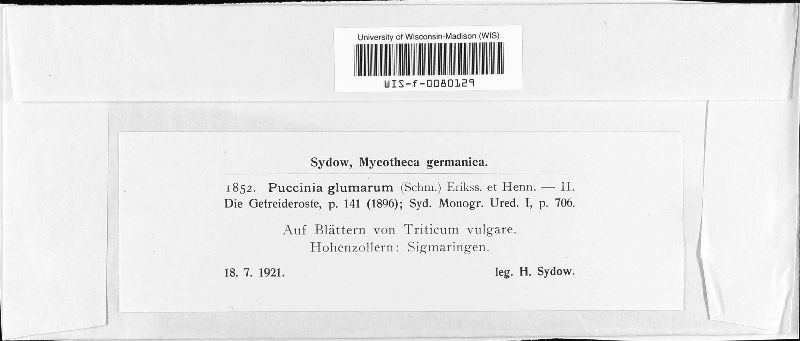 University of Wisconsin-Madison (WIS)
WIS-f-0080129
Sydow, Mycotheca germanica.
1852. Puccinia glumarum (Schm.) Erikss. et Henn. — II.
Die Getreideroste, p. 141 (1896); Syd. Monogr. Ured. I, p. 706.
Auf Blättern von Triticum vulgare.
Hohenzollern: Sigmaringen.
18. 7. 1921. leg. H. Sydow.